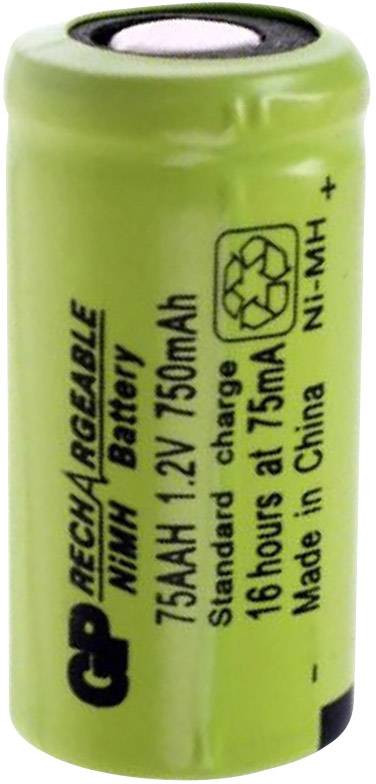 GP RECHARGEABLE
NiMH Battery
75AAH 1.2V 750mAh
Standard charge
16 hours at 75mA
- Made in China Ni-MH +